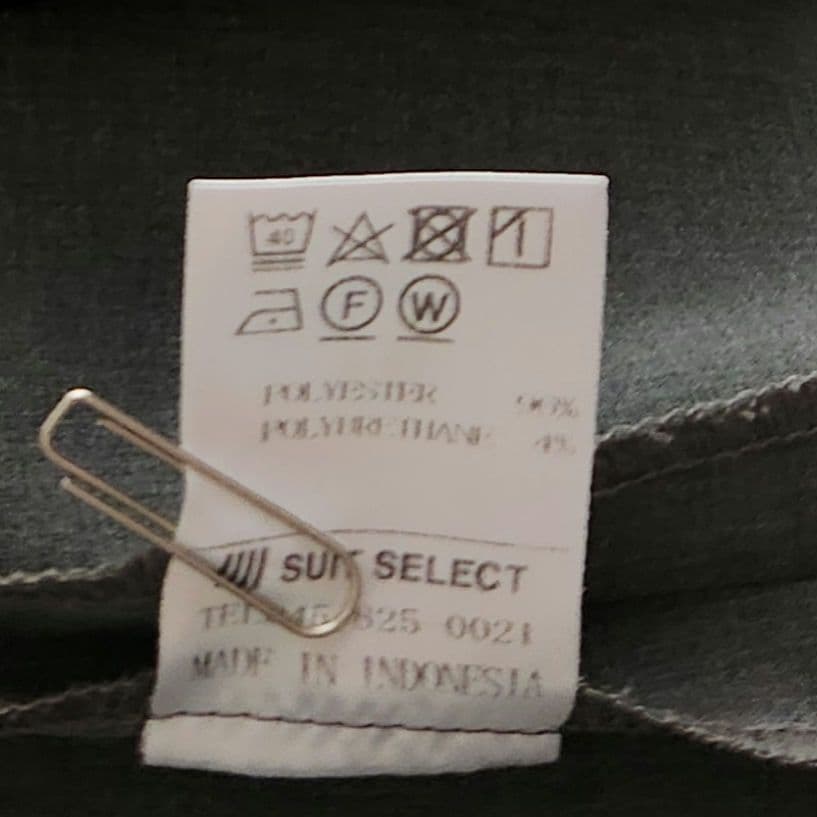 40
F W
POLYESTER 96%
POLYURETHANE 4%
SUIT SELECT
825 0021
MADE IN INDONESIA